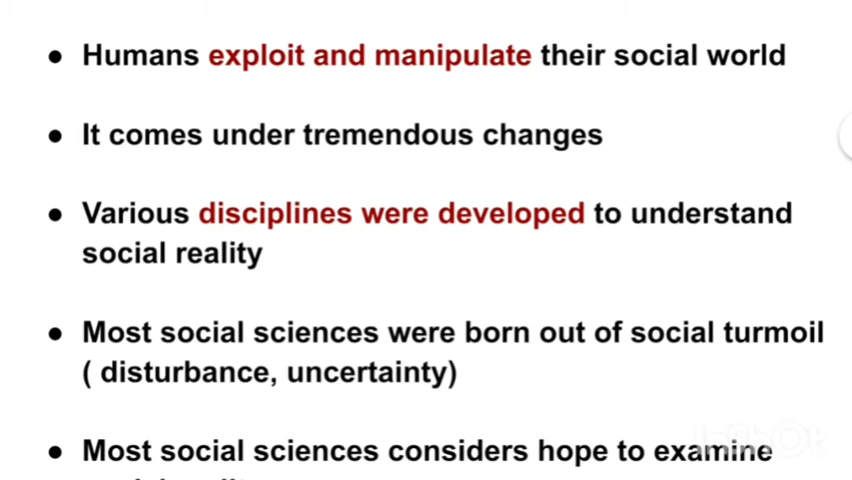 ● Humans exploit and manipulate their social world
● It comes under tremendous changes
● Various disciplines were developed to understand
social reality
● Most social sciences were born out of social turmoil
( disturbance, uncertainty)
● Most social sciences considers hope to examine